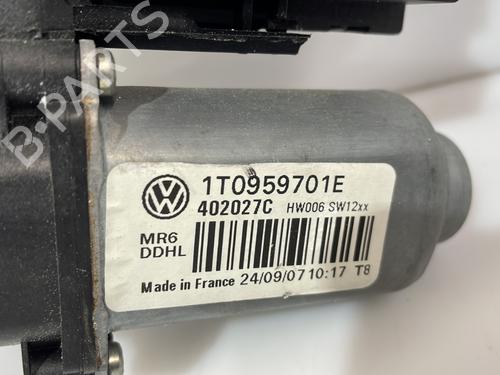 B-PARTS
1T0959701E
402027C HW006 SW12xx
MR6
DDHL
Made in France 24/09/07 10:17 T8